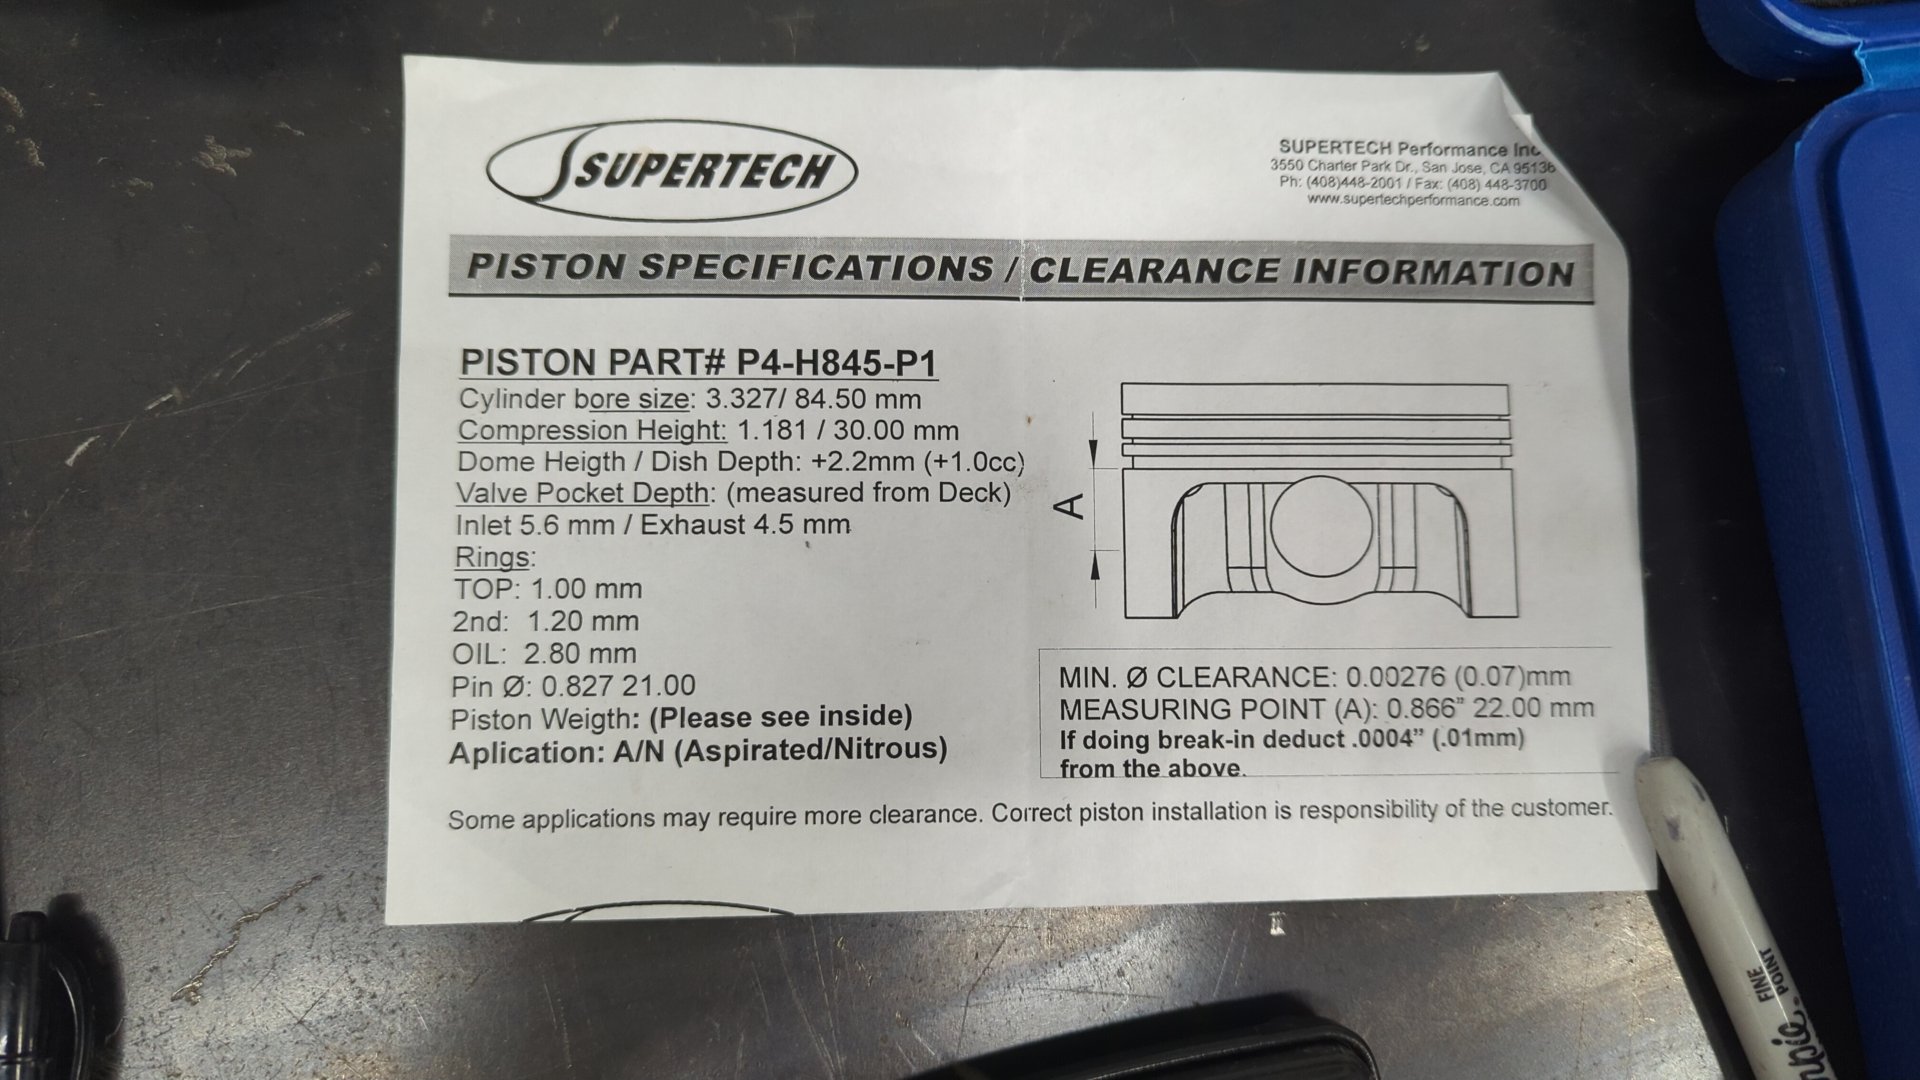 SUPERTECH
SUPERTECH Performance Inc
3550 Charter Park Dr., San Jose, CA 95136
Ph: (408)448-2001 / Fax: (408) 448-3700
www.supertechperformance.com
PISTON SPECIFICATIONS / CLEARANCE INFORMATION
PISTON PART# P4-H845-P1
Cylinder bore size: 3.327/ 84.50 mm
Compression Height: 1.181 / 30.00 mm
Dome Heigth / Dish Depth: +2.2mm (+1.0cc)
Valve Pocket Depth: (measured from Deck)
Inlet 5.6 mm / Exhaust 4.5 mm
Rings:
TOP: 1.00 mm
2nd: 1.20 mm
OIL: 2.80 mm
Pin Ø: 0.827 21.00
Piston Weigth: (Please see inside)
Aplication: A/N (Aspirated/Nitrous)
A
MIN. Ø CLEARANCE: 0.00276 (0.07)mm
MEASURING POINT (A): 0.866" 22.00 mm
If doing break-in deduct .0004" (.01mm)
from the above.
Some applications may require more clearance. Correct piston installation is responsibility of the customer.
FINE
POINT